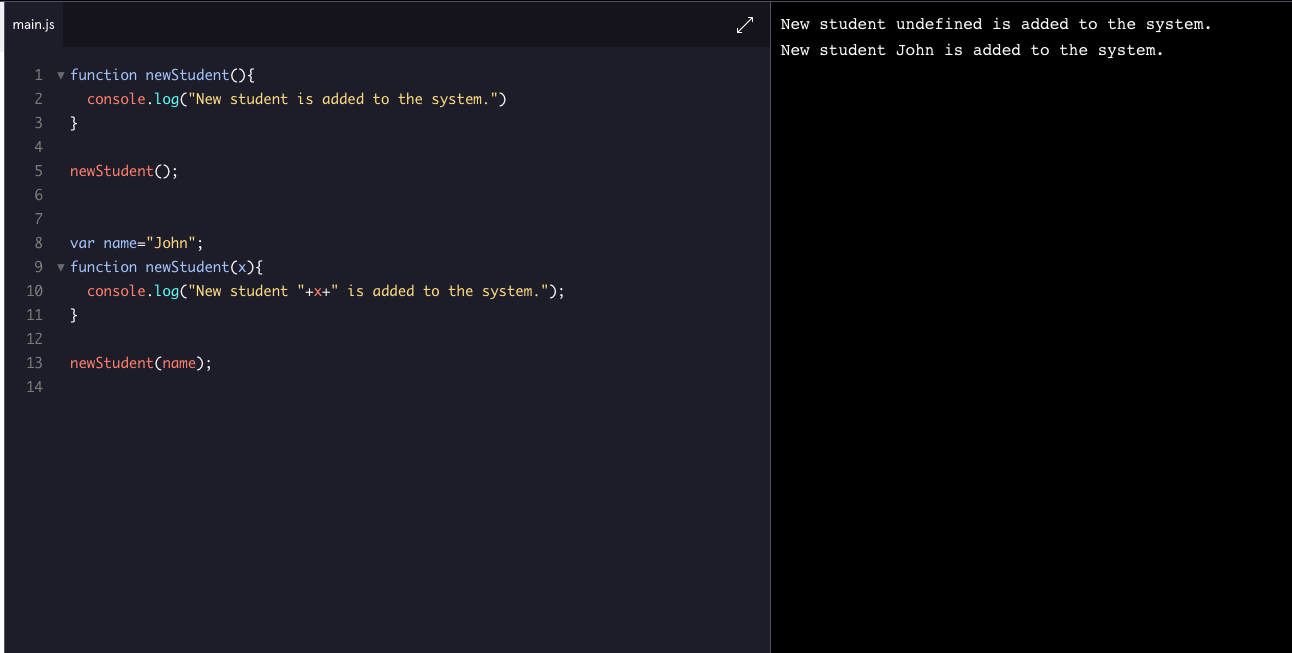 main.js
1 ▼ function newStudent(){
2 console.log("New student is added to the system.")
3 }
4
5 newStudent();
6
7
8 var name="John";
9 ▼ function newStudent(x){
10 console.log("New student "+x+" is added to the system.");
11 }
12
13 newStudent(name);
14
New student undefined is added to the system.
New student John is added to the system.